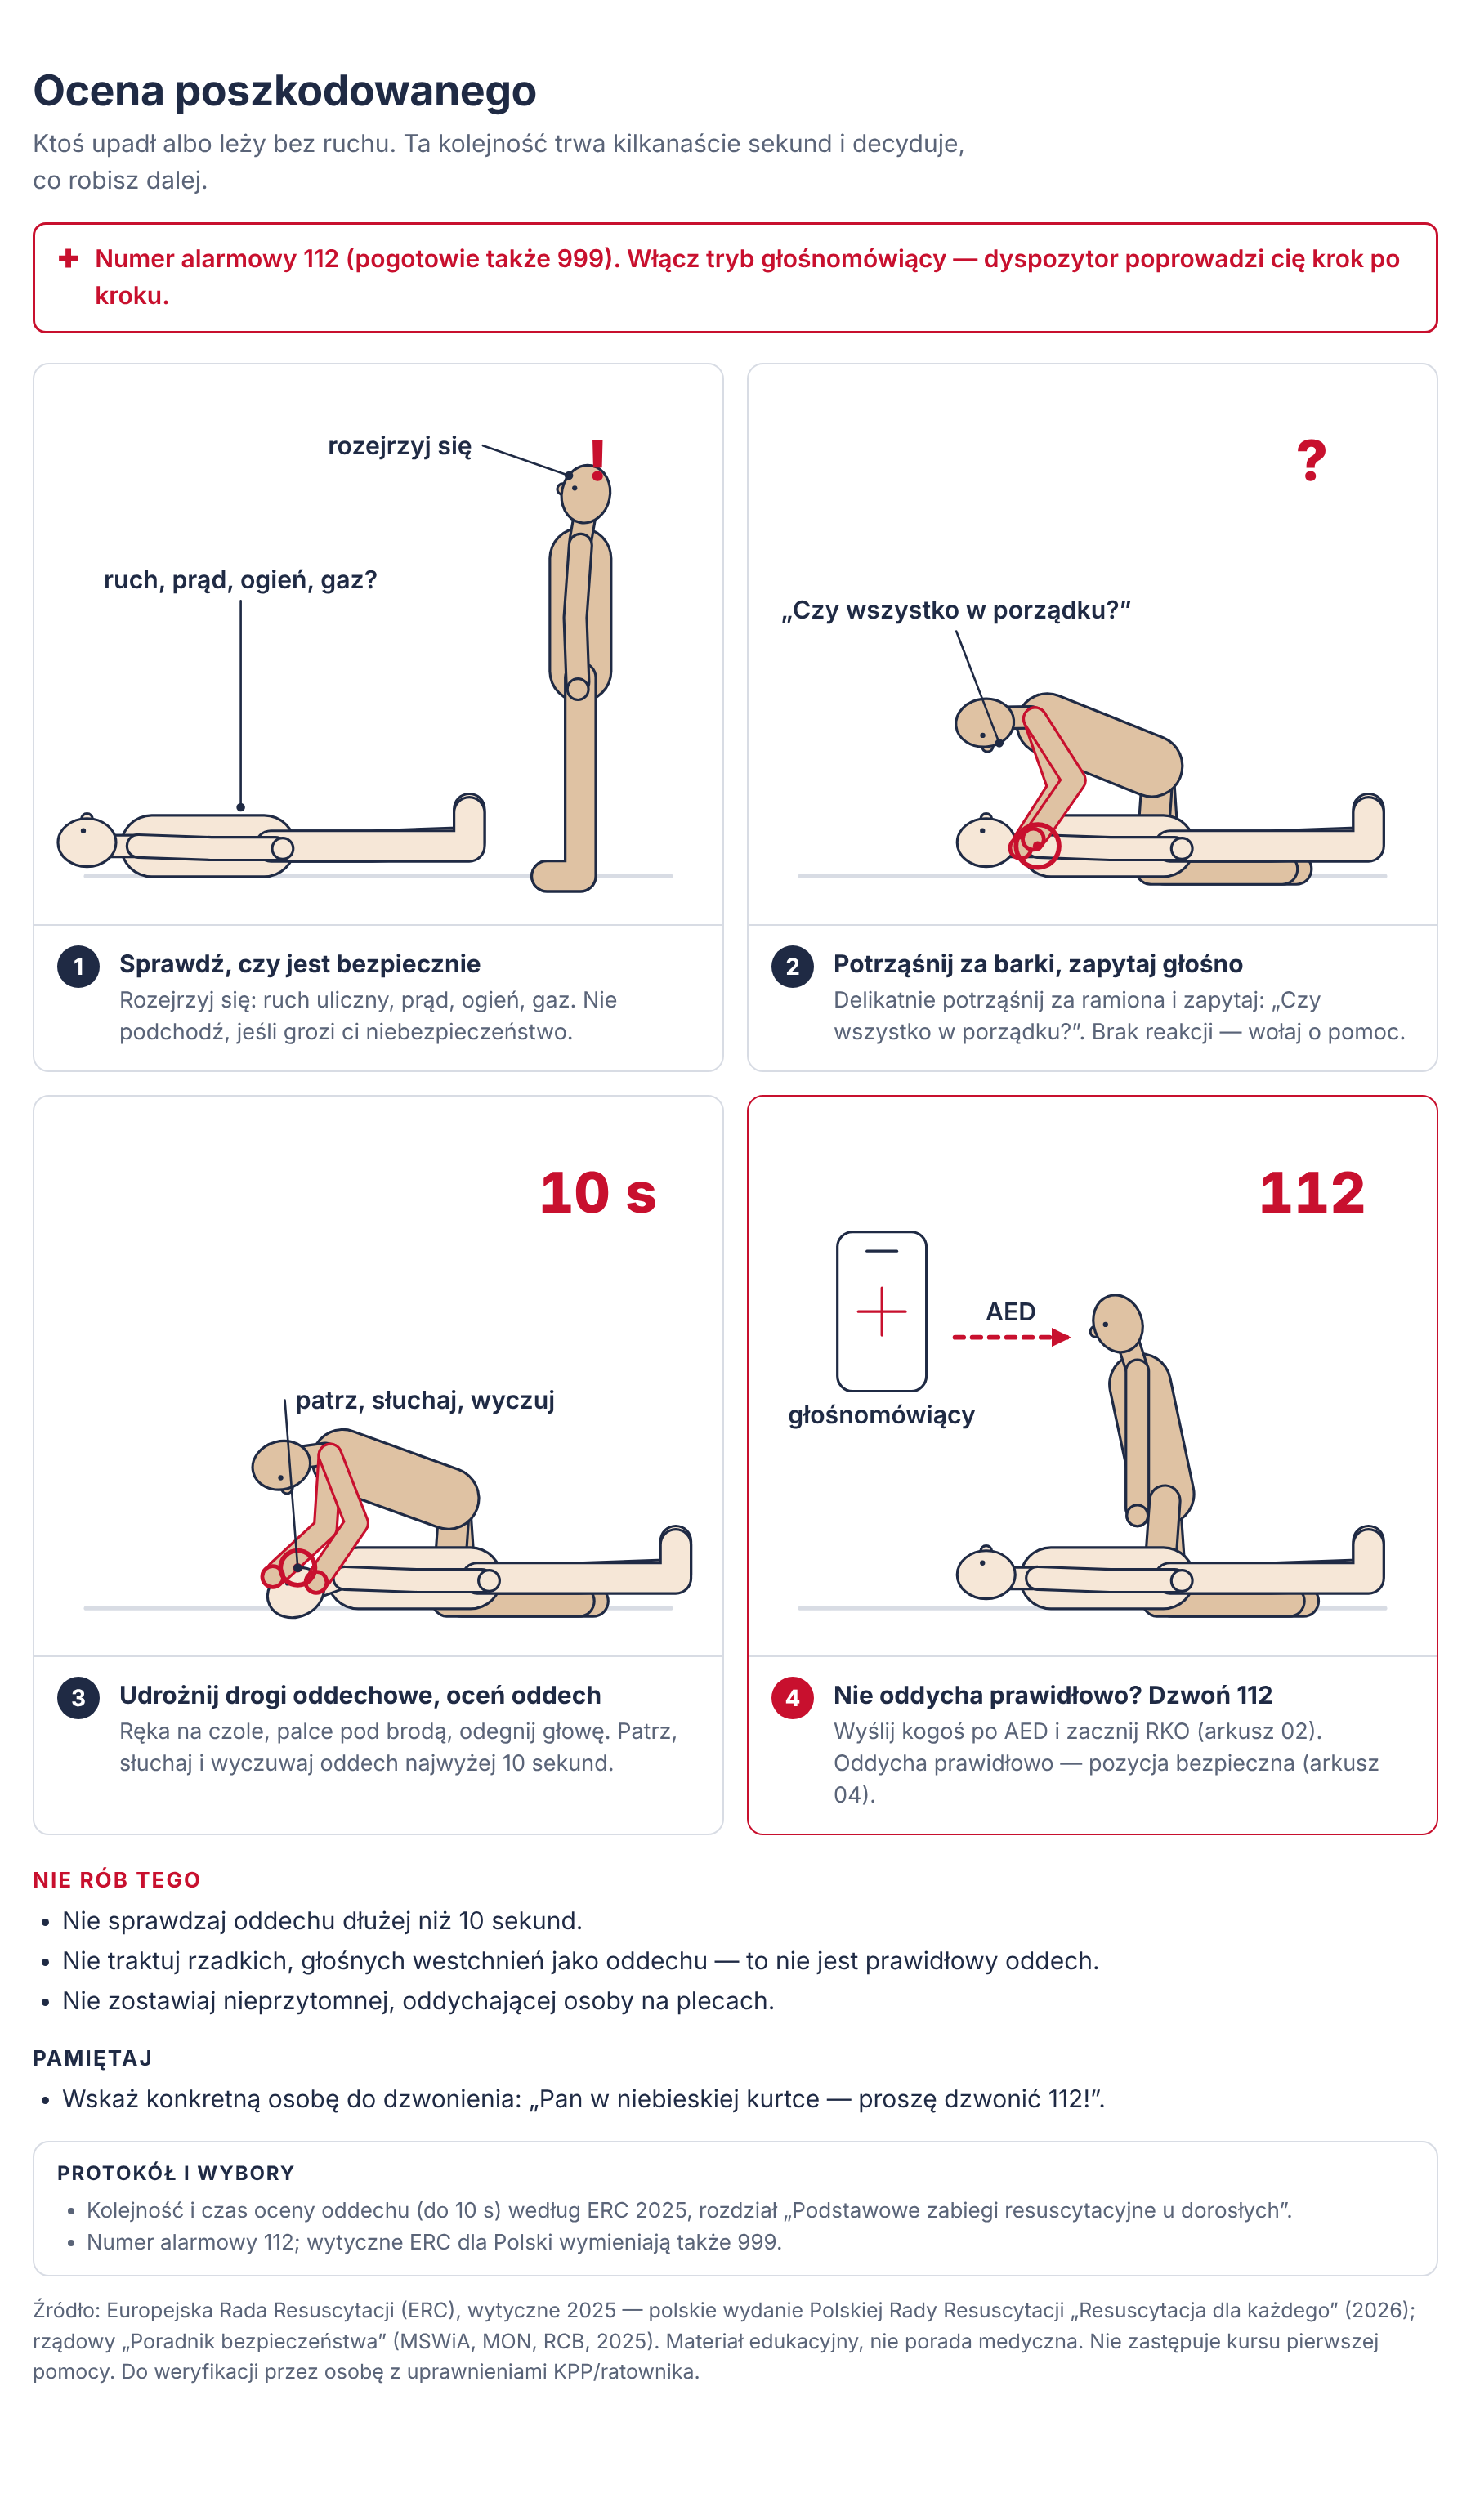 Ocena poszkodowanego
Ktoś upadł albo leży bez ruchu. Ta kolejność trwa kilkanaście sekund i decyduje,
co robisz dalej.
Numer alarmowy 112 (pogotowie także 999). Włącz tryb głośnomówiący — dyspozytor poprowadzi cię krok po
kroku.
rozejrzyj się
!
ruch, prąd, ogień, gaz?
1
Sprawdź, czy jest bezpiecznie
Rozejrzyj się: ruch uliczny, prąd, ogień, gaz. Nie
podchodź, jeśli grozi ci niebezpieczeństwo.
?
„Czy wszystko w porządku?”
2
Potrząśnij za barki, zapytaj głośno
Delikatnie potrząśnij za ramiona i zapytaj: „Czy
wszystko w porządku?”. Brak reakcji — wołaj o pomoc.
10 s
patrz, słuchaj, wyczuj
3
Udrożnij drogi oddechowe, oceń oddech
Ręka na czole, palce pod brodą, odegnij głowę. Patrz,
słuchaj i wyczuwaj oddech najwyżej 10 sekund.
112
AED
głośnomówiący
4
Nie oddycha prawidłowo? Dzwoń 112
Wyślij kogoś po AED i zacznij RKO (arkusz 02).
Oddycha prawidłowo — pozycja bezpieczna (arkusz
04).
NIE RÓB TEGO
• Nie sprawdzaj oddechu dłużej niż 10 sekund.
• Nie traktuj rzadkich, głośnych westchnień jako oddechu — to nie jest prawidłowy oddech.
• Nie zostawiaj nieprzytomnej, oddychającej osoby na plecach.
PAMIĘTAJ
• Wskaż konkretną osobę do dzwonienia: „Pan w niebieskiej kurtce — proszę dzwonić 112!”.
PROTOKÓŁ I WYBORY
• Kolejność i czas oceny oddechu (do 10 s) według ERC 2025, rozdział „Podstawowe zabiegi resuscytacyjne u dorosłych”.
• Numer alarmowy 112; wytyczne ERC dla Polski wymieniają także 999.
Źródło: Europejska Rada Resuscytacji (ERC), wytyczne 2025 — polskie wydanie Polskiej Rady Resuscytacji „Resuscytacja dla każdego” (2026);
rządowy „Poradnik bezpieczeństwa” (MSWiA, MON, RCB, 2025). Materiał edukacyjny, nie porada medyczna. Nie zastępuje kursu pierwszej
pomocy. Do weryfikacji przez osobę z uprawnieniami KPP/ratownika.